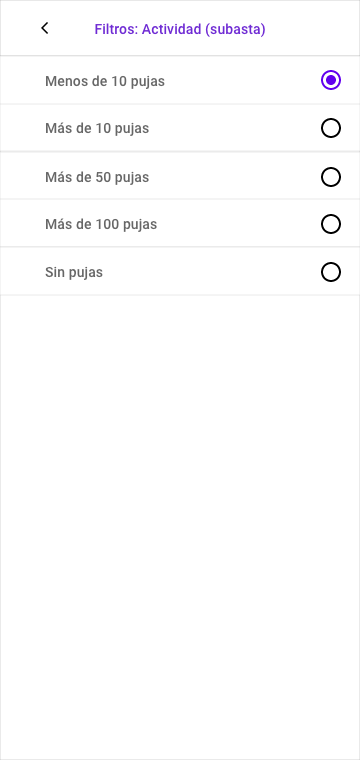 Filtros: Actividad (subasta)
Menos de 10 pujas
Más de 10 pujas
Más de 50 pujas
Más de 100 pujas
Sin pujas